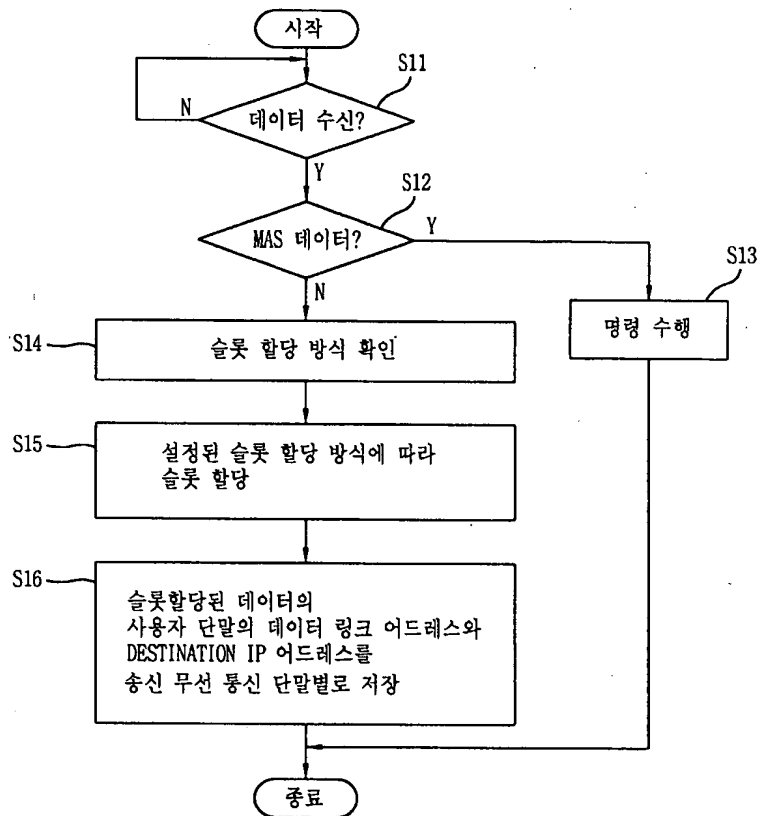 시작
S11
데이터 수신?
N
Y
S12
MAS 데이터?
Y
N
S13
명령 수행
S14
슬롯 할당 방식 확인
S15
설정된 슬롯 할당 방식에 따라
슬롯 할당
S16
슬롯할당된 데이터의
사용자 단말의 데이터 링크 어드레스와
DESTINATION IP 어드레스를
송신 무선 통신 단말별로 저장
종료